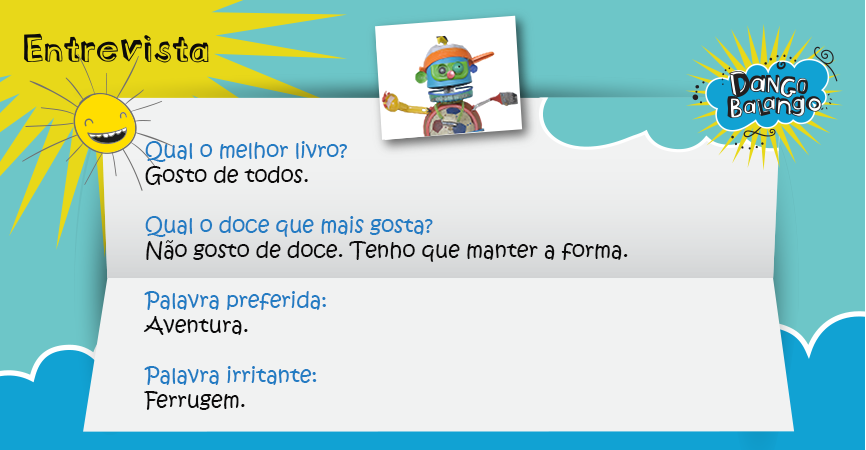 Entrevista
Dango
Balango
Qual o melhor livro?
Gosto de todos.
Qual o doce que mais gosta?
Não gosto de doce. Tenho que manter a forma.
Palavra preferida:
Aventura.
Palavra irritante:
Ferrugem.